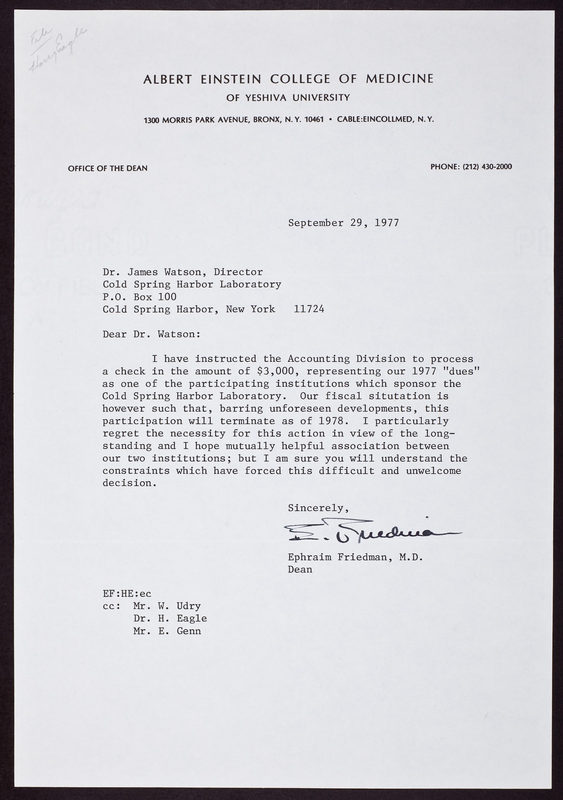 File
Harry Eagle
ALBERT EINSTEIN COLLEGE OF MEDICINE
OF YESHIVA UNIVERSITY
1300 MORRIS PARK AVENUE, BRONX, N. Y. 10461 • CABLE:EINCOLLMED, N. Y.
OFFICE OF THE DEAN
PHONE: (212) 430-2000
September 29, 1977
Dr. James Watson, Director
Cold Spring Harbor Laboratory
P.O. Box 100
Cold Spring Harbor, New York 11724
Dear Dr. Watson:
I have instructed the Accounting Division to process
a check in the amount of $3,000, representing our 1977 "dues"
as one of the participating institutions which sponsor the
Cold Spring Harbor Laboratory. Our fiscal situtation is
however such that, barring unforeseen developments, this
participation will terminate as of 1978. I particularly
regret the necessity for this action in view of the long-
standing and I hope mutually helpful association between
our two institutions; but I am sure you will understand the
constraints which have forced this difficult and unwelcome
decision.
Sincerely,
E. Friedman
Ephraim Friedman, M.D.
Dean
EF:HE:ec
cc: Mr. W. Udry
Dr. H. Eagle
Mr. E. Genn